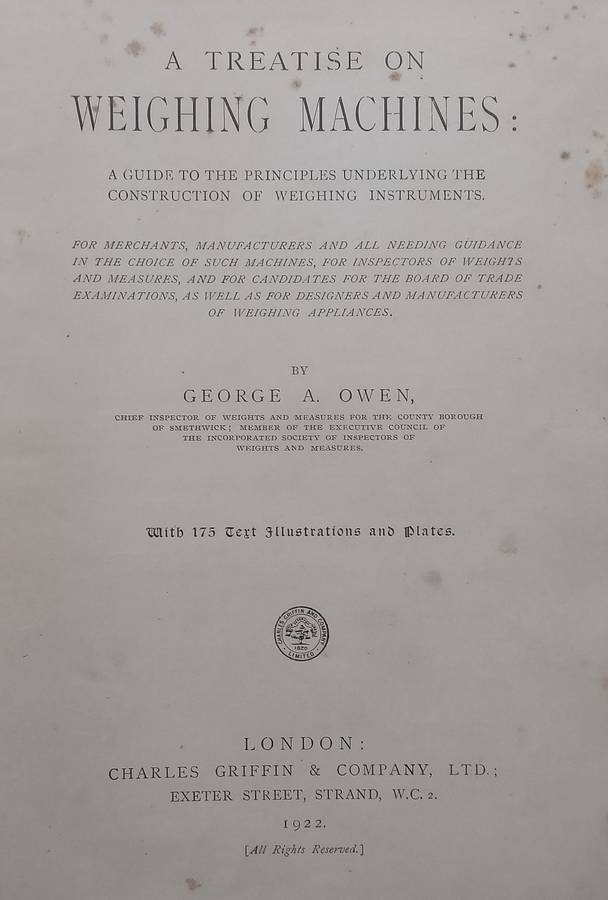 A TREATISE ON
WEIGHING MACHINES:
A GUIDE TO THE PRINCIPLES UNDERLYING THE
CONSTRUCTION OF WEIGHING INSTRUMENTS.
FOR MERCHANTS, MANUFACTURERS AND ALL NEEDING GUIDANCE
IN THE CHOICE OF SUCH MACHINES, FOR INSPECTORS OF WEIGHTS
AND MEASURES, AND FOR CANDIDATES FOR THE BOARD OF TRADE
EXAMINATIONS, AS WELL AS FOR DESIGNERS AND MANUFACTURERS
OF WEIGHING APPLIANCES.
BY
GEORGE A. OWEN,
CHIEF INSPECTOR OF WEIGHTS AND MEASURES FOR THE COUNTY BOROUGH
OF SMETHWICK; MEMBER OF THE EXECUTIVE COUNCIL OF
THE INCORPORATED SOCIETY OF INSPECTORS OF
WEIGHTS AND MEASURES.
With 175 Text Illustrations and Plates.
CHARLES GRIFFIN AND COMPANY
1820
LIMITED
LONDON:
CHARLES GRIFFIN & COMPANY, LTD.;
EXETER STREET, STRAND, W.C. 2.
1922.
[All Rights Reserved.]